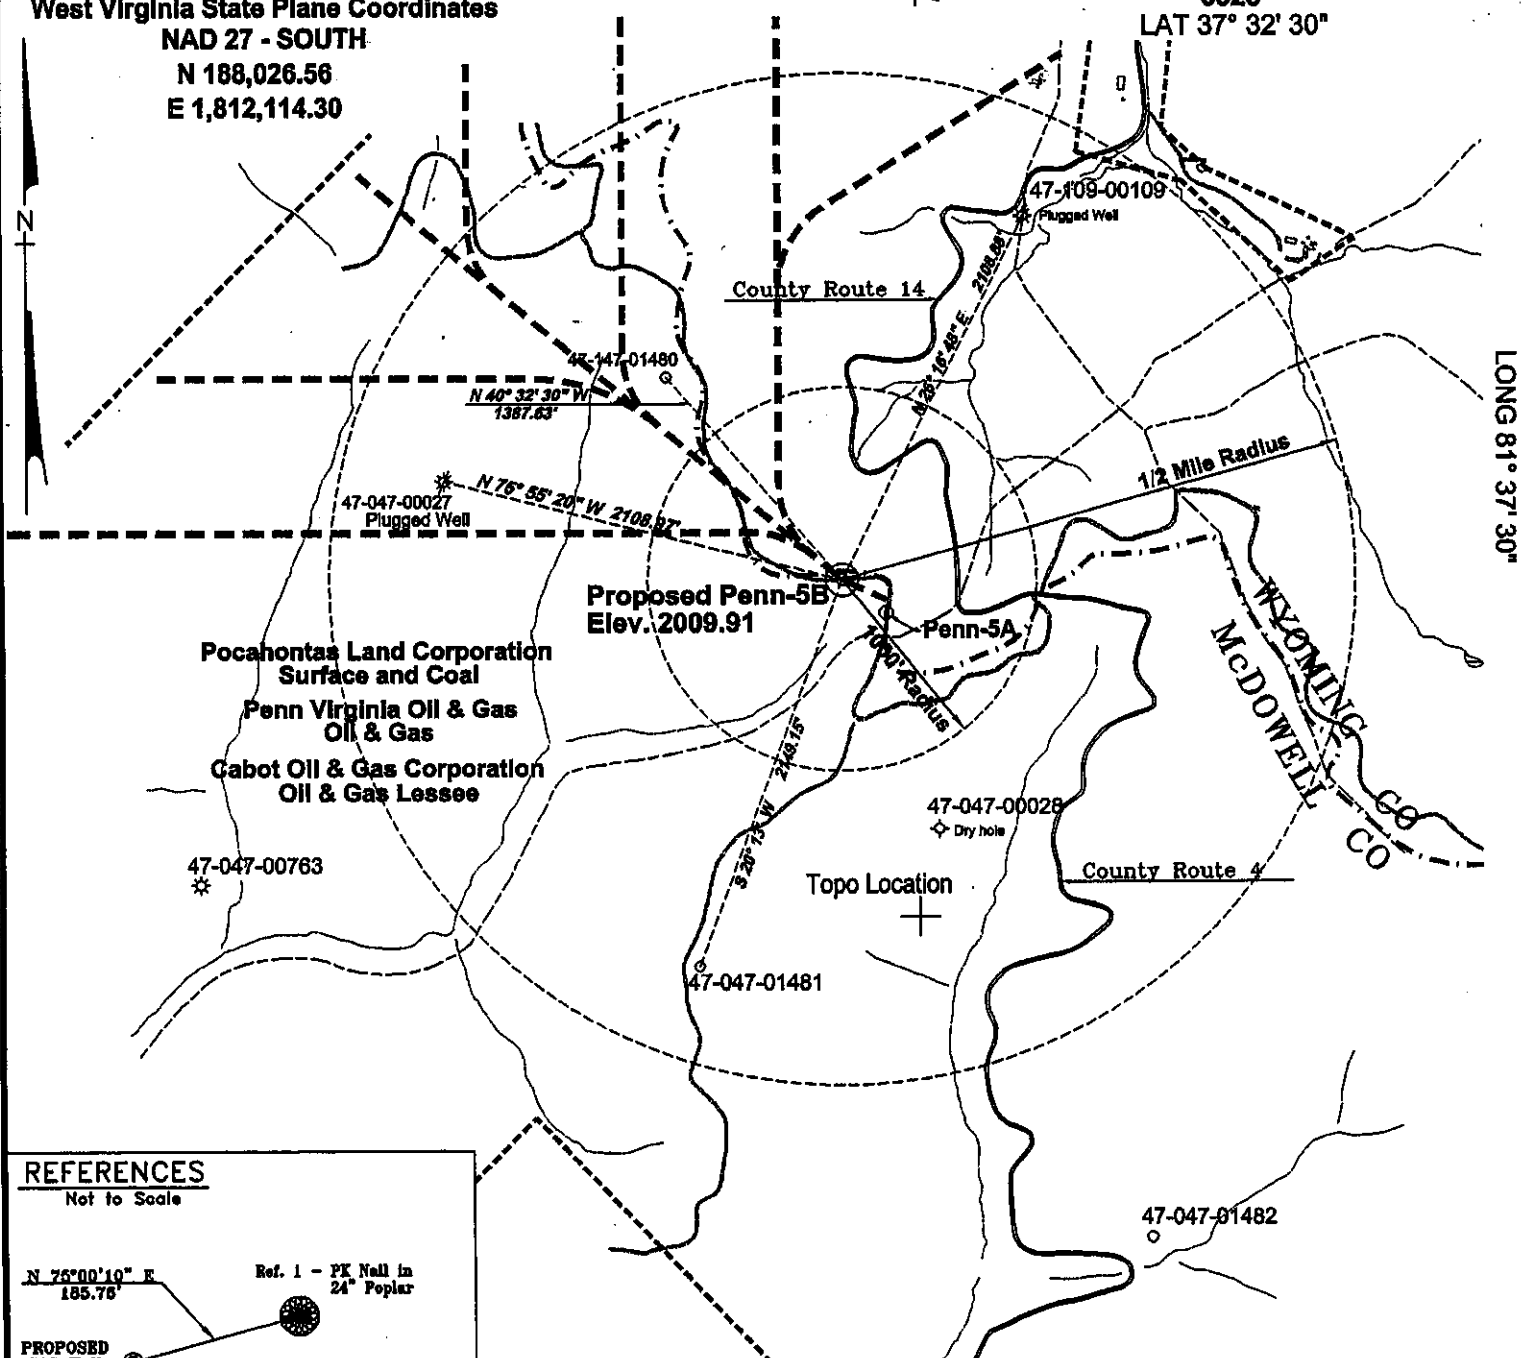 West Virginia State Plane Coordinates
NAD 27 - SOUTH
N 188,026.56
E 1,812,114.30
LAT 37° 32' 30"
N
47-109-00109
Plugged Well
County Route 14
N 25° 16' 48" E 2108.88'
47-147-01480
N 40° 32' 30" W
1387.63'
LONG 81° 37' 30"
1/2 Mile Radius
N 75° 55' 20" W 2108.97'
47-047-00027
Plugged Well
Proposed Penn-5B
Elev. 2009.91
Penn-5A
1000' Radius
WYOMING CO
McDOWELL CO
Pocahontas Land Corporation
Surface and Coal
Penn Virginia Oil & Gas
Oil & Gas
Cabot Oil & Gas Corporation
Oil & Gas Lessee
S 20° 13' W 2149.15'
47-047-00028
Dry hole
47-047-00763
Topo Location
County Route 4
47-047-01481
47-047-01482
REFERENCES
Not to Scale
N 75°00'10" E
185.76'
Ref. 1 - PK Nail in
24" Poplar
PROPOSED